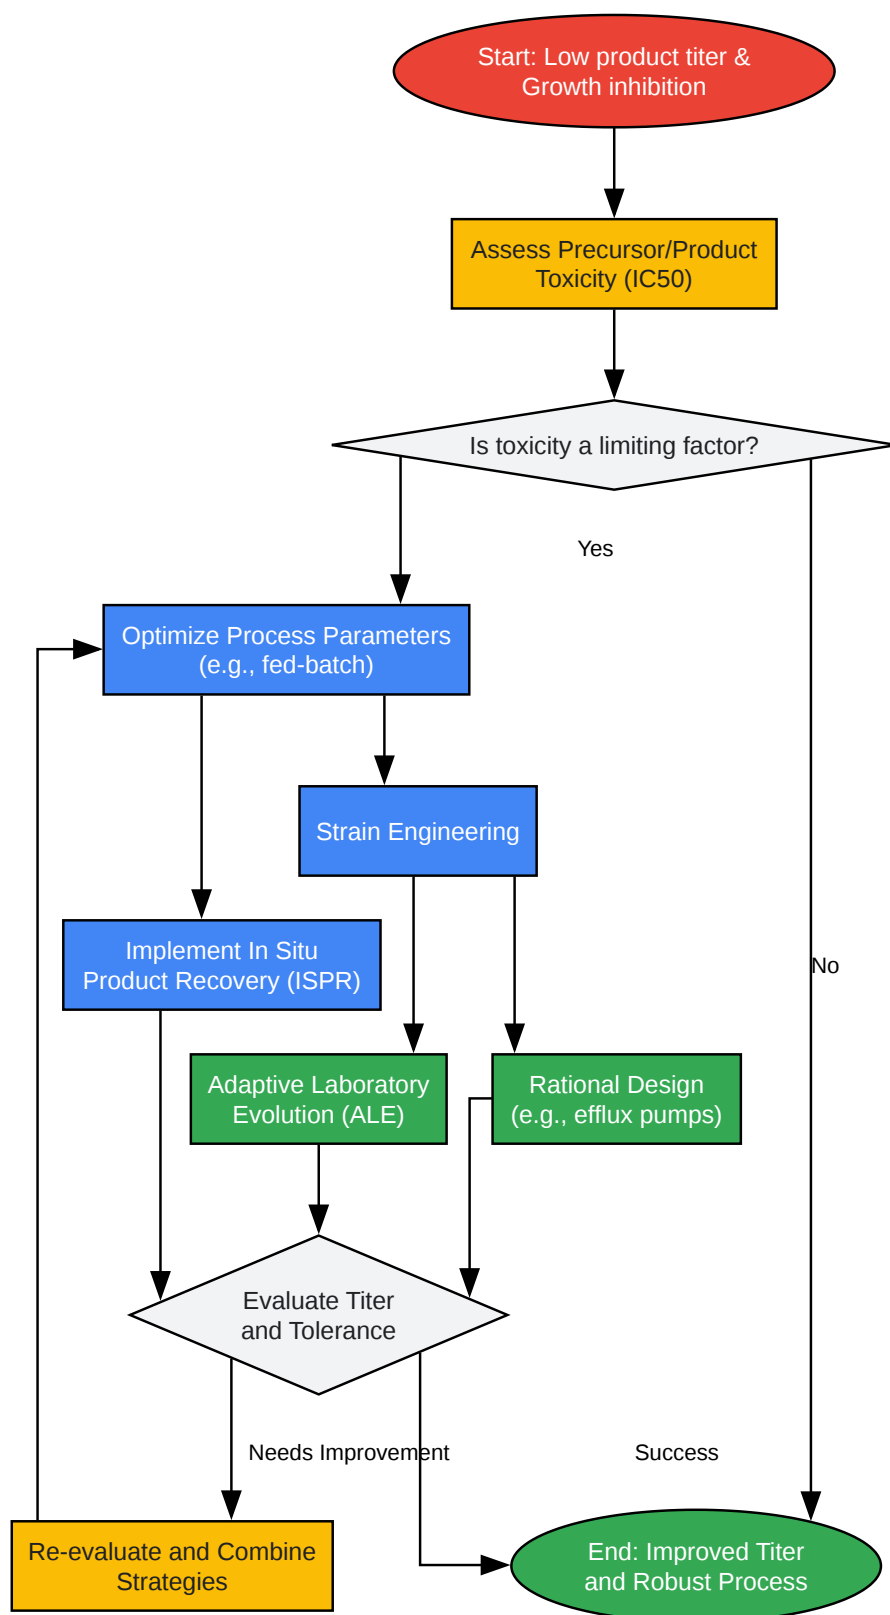 Start: Low product titer &
Growth inhibition
Assess Precursor/Product
Toxicity (IC50)
Is toxicity a limiting factor?
Yes
Optimize Process Parameters
(e.g., fed-batch)
Strain Engineering
Implement In Situ
Product Recovery (ISPR)
No
Adaptive Laboratory
Evolution (ALE)
Rational Design
(e.g., efflux pumps)
Evaluate Titer
and Tolerance
Needs Improvement
Success
Re-evaluate and Combine
Strategies
End: Improved Titer
and Robust Process